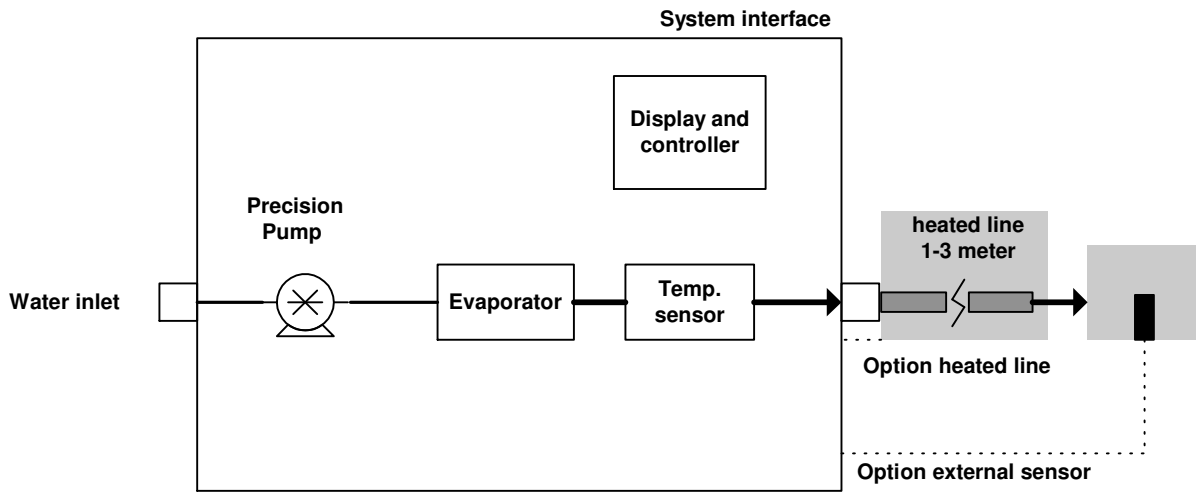 System interface
Display and
controller
Precision
Pump
heated line
1-3 meter
Water inlet
Evaporator
Temp.
sensor
Option heated line
Option external sensor